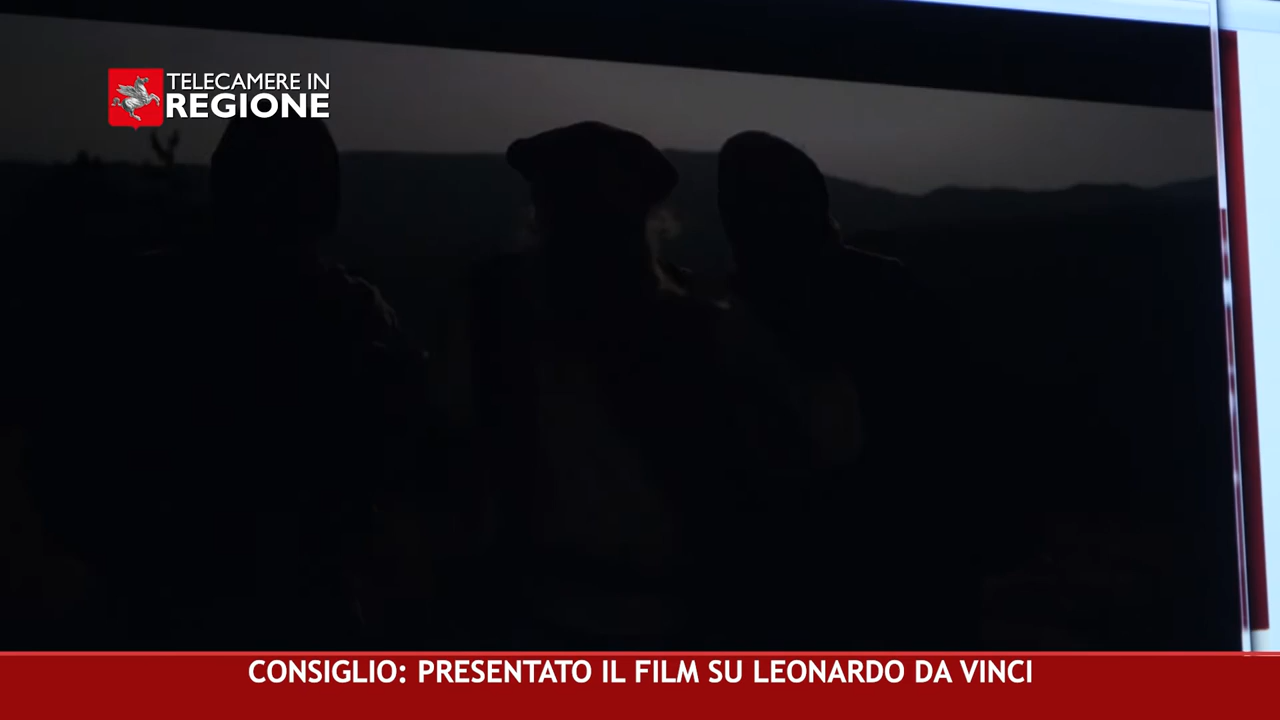 TELECAMERE IN
REGIONE
CONSIGLIO: PRESENTATO IL FILM SU LEONARDO DA VINCI